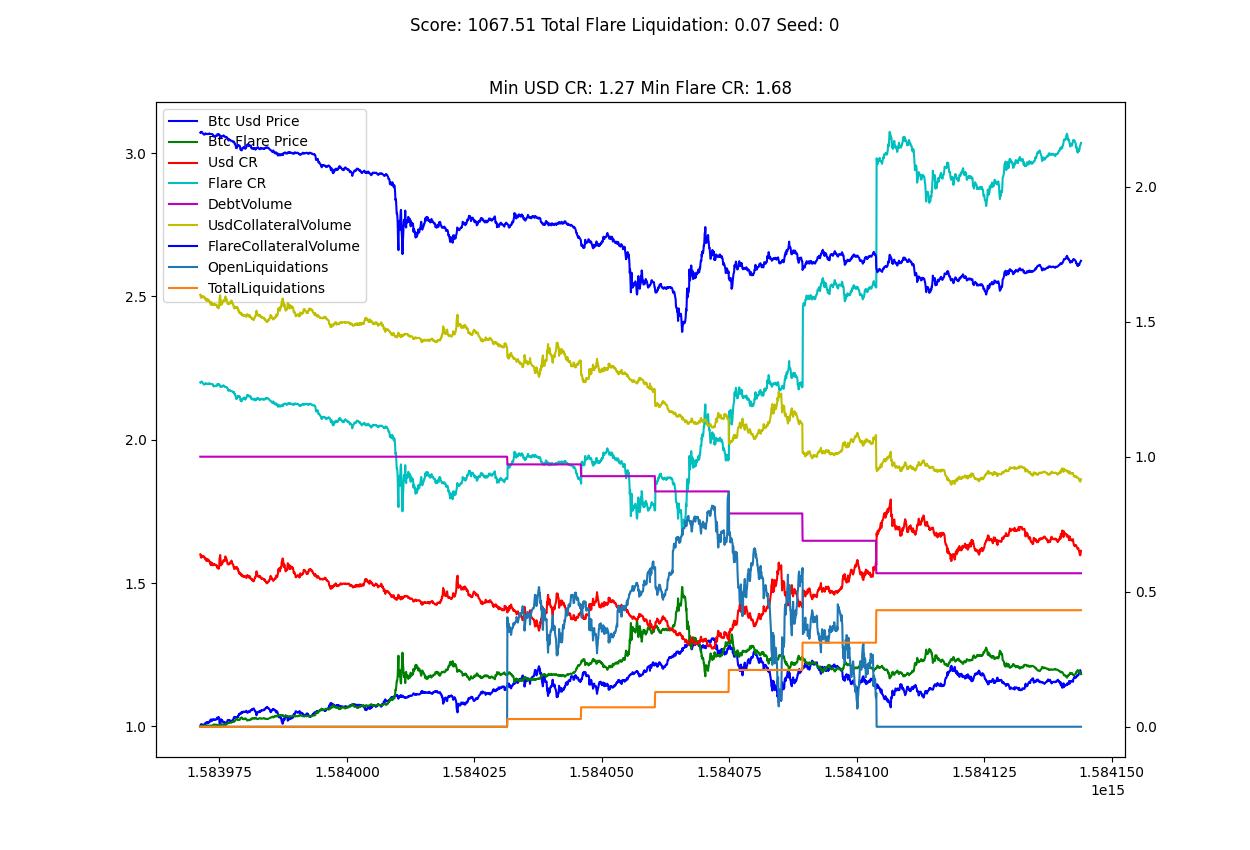 Score: 1067.51 Total Flare Liquidation: 0.07 Seed: 0
Min USD CR: 1.27 Min Flare CR: 1.68
Btc Usd Price
Btc Flare Price
Usd CR
Flare CR
DebtVolume
UsdCollateralVolume
FlareCollateralVolume
OpenLiquidations
TotalLiquidations
3.0
2.5
2.0
1.5
1.0
2.0
1.5
1.0
0.5
0.0
1.583975 1.584000 1.584025 1.584050 1.584075 1.584100 1.584125 1.584150
1e15